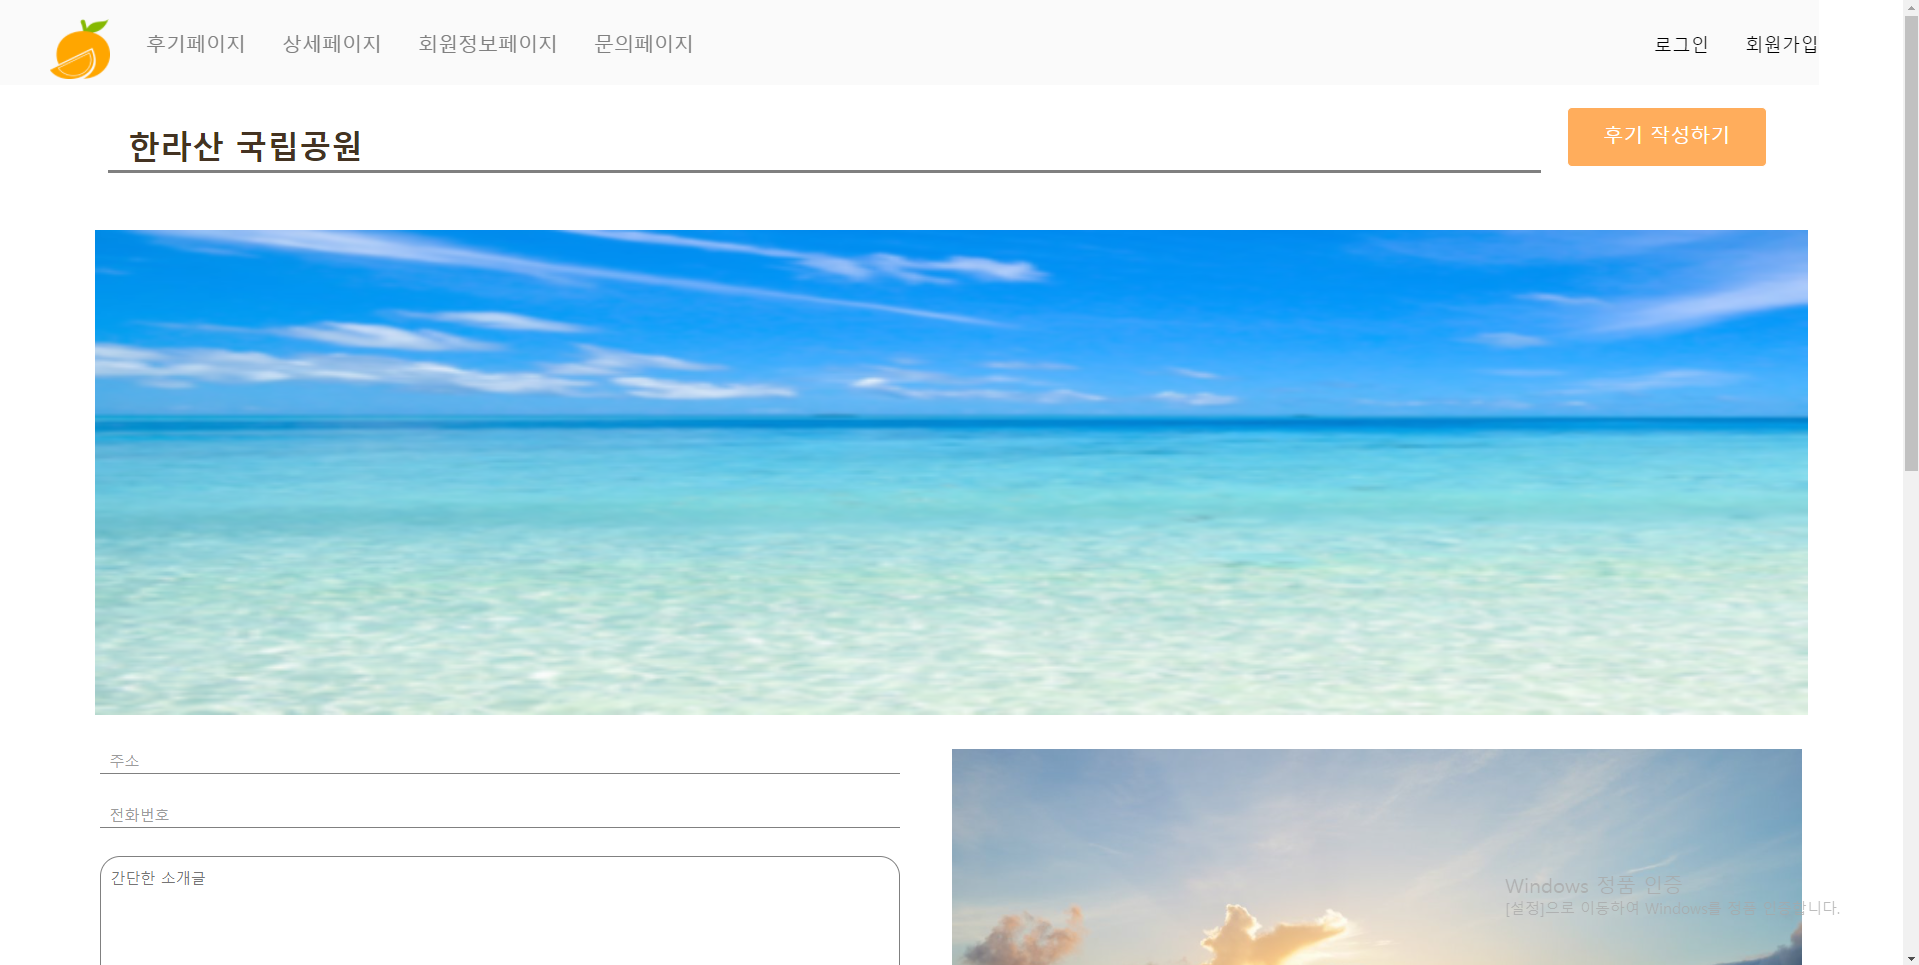 후기페이지 상세페이지 회원정보페이지 문의페이지 로그인 회원가입
한라산 국립공원
후기 작성하기
주소
전화번호
간단한 소개글
Windows 정품 인증
[설정]으로 이동하여 Windows를 정품 인증합니다.